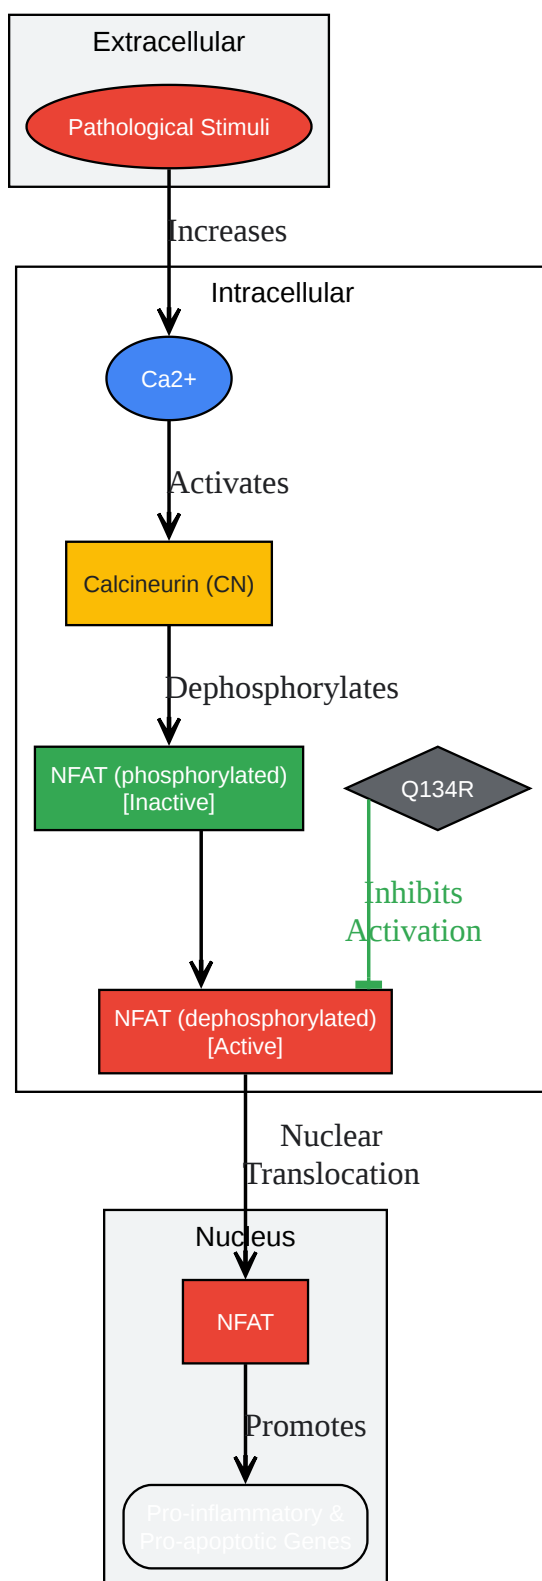 Extracellular
Pathological Stimuli
Increases
Intracellular
Ca2+
Activates
Calcineurin (CN)
Dephosphorylates
NFAT (phosphorylated)
[Inactive]
Q134R
Inhibits
Activation
NFAT (dephosphorylated)
[Active]
Nuclear
Translocation
Nucleus
NFAT
Promotes
Pro-inflammatory &
Pro-apoptotic Genes